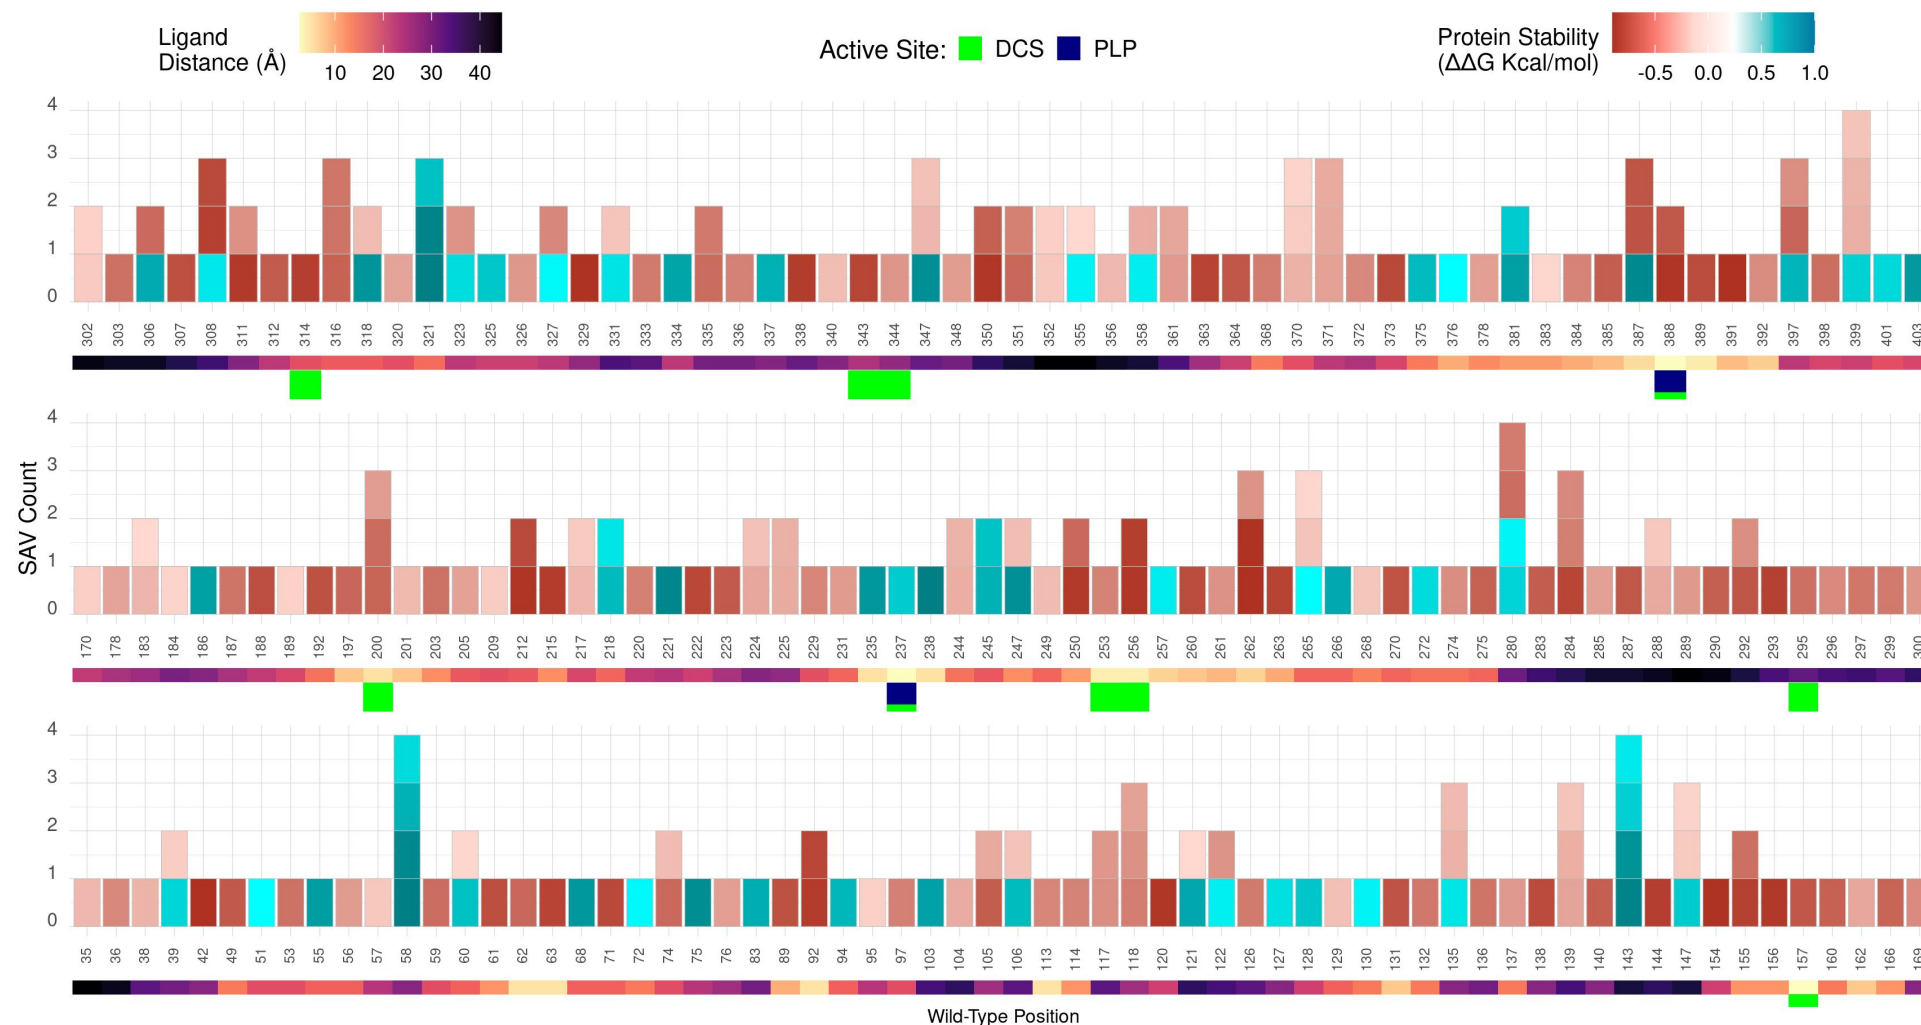 Ligand
Distance (Å)
10 20 30 40
Active Site: DCS PLP
Protein Stability
(ΔΔG Kcal/mol)
-0.5 0.0 0.5 1.0
4
3
2
1
0
302 303 306 307 308 311 312 314 316 318 320 321 323 325 326 327 329 331 333 334 335 336 337 338 340 343 344 347 348 350 351 352 355 356 358 361 363 364 368 370 371 372 373 375 376 378 381 383 384 385 387 388 389 391 392 397 398 399 401 403
SAV Count
4
3
2
1
0
170 178 183 184 186 187 188 189 192 197 200 201 203 205 209 212 215 217 218 220 221 222 223 224 225 229 231 235 237 238 244 245 247 249 250 253 256 257 260 261 262 263 265 266 268 270 272 274 275 280 283 284 285 287 288 289 290 292 293 295 296 297 299 300
4
3
2
1
0
35 36 38 39 42 49 51 53 55 56 57 58 59 60 61 62 63 68 71 72 74 75 76 83 89 92 94 95 97 103 104 105 106 113 114 117 118 120 121 122 126 127 128 129 130 131 132 135 136 137 138 139 140 143 144 147 154 155 156 157 160 162 166 169
Wild-Type Position